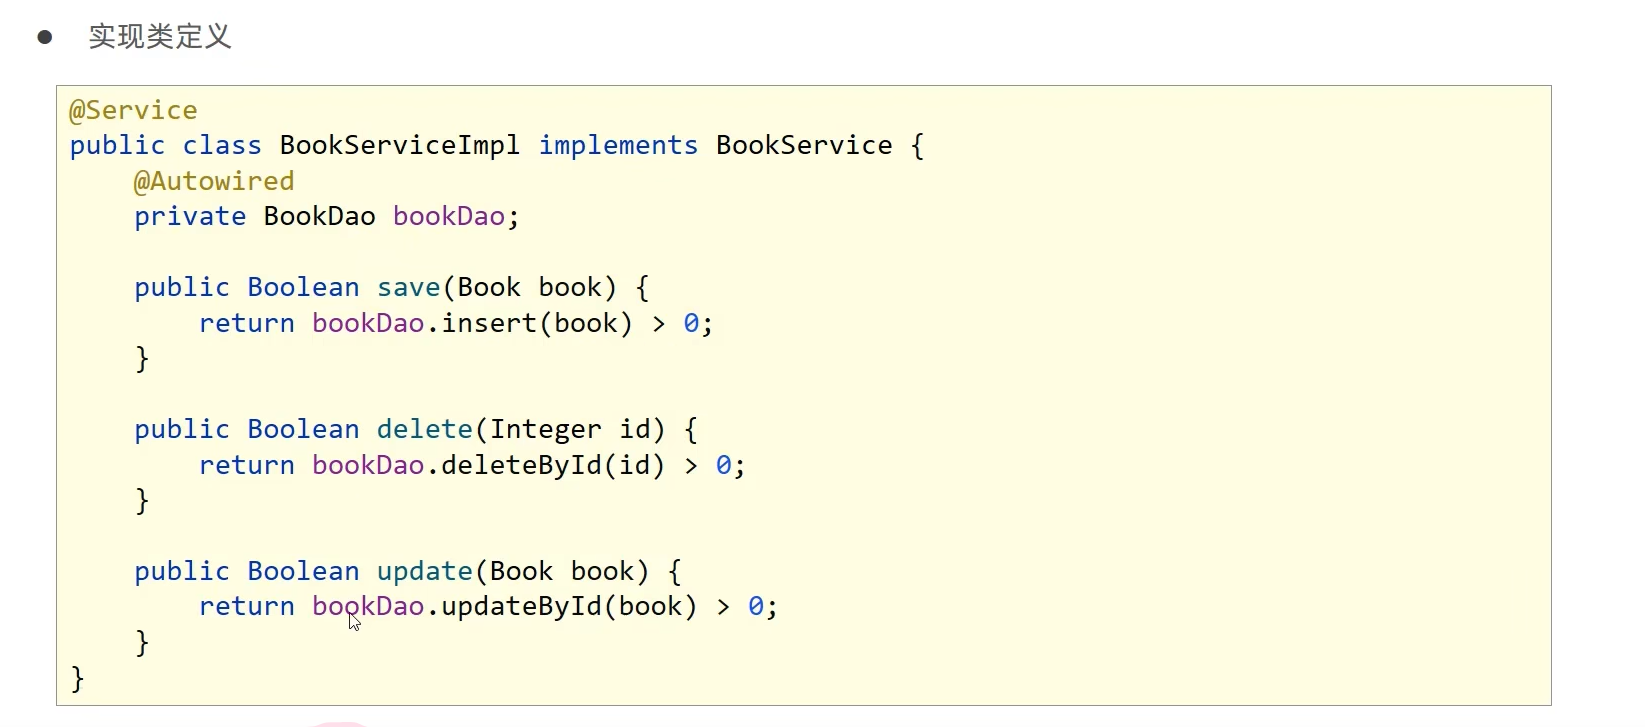 ● 实现类定义
@Service
public class BookServiceImpl implements BookService {
    @Autowired
    private BookDao bookDao;

    public Boolean save(Book book) {
        return bookDao.insert(book) > 0;
    }

    public Boolean delete(Integer id) {
        return bookDao.deleteById(id) > 0;
    }

    public Boolean update(Book book) {
        return bookDao.updateById(book) > 0;
    }
}